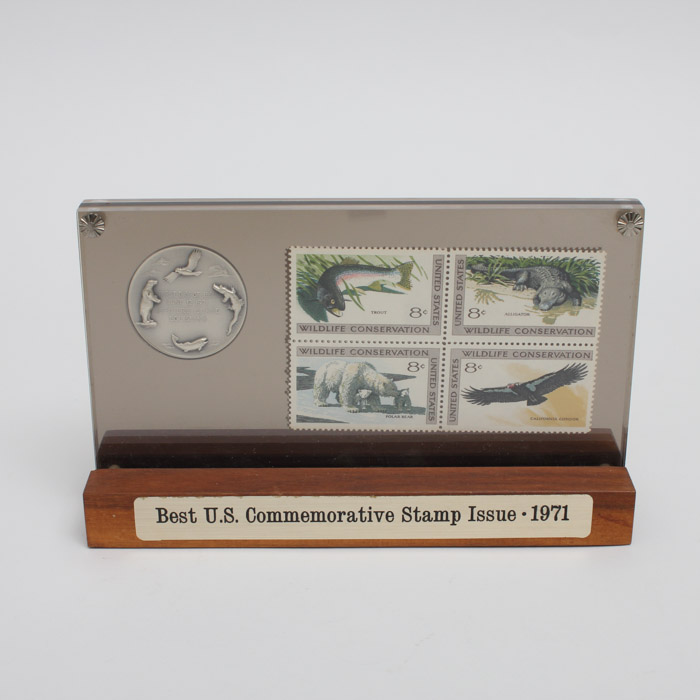 TROUT
8c
UNITED STATES
WILDLIFE CONSERVATION
UNITED STATES
8c
ALLIGATOR
WILDLIFE CONSERVATION
WILDLIFE CONSERVATION
8c
UNITED STATES
POLAR BEAR
WILDLIFE CONSERVATION
UNITED STATES
8c
CALIFORNIA CONDOR
Best U.S. Commemorative Stamp Issue · 1971